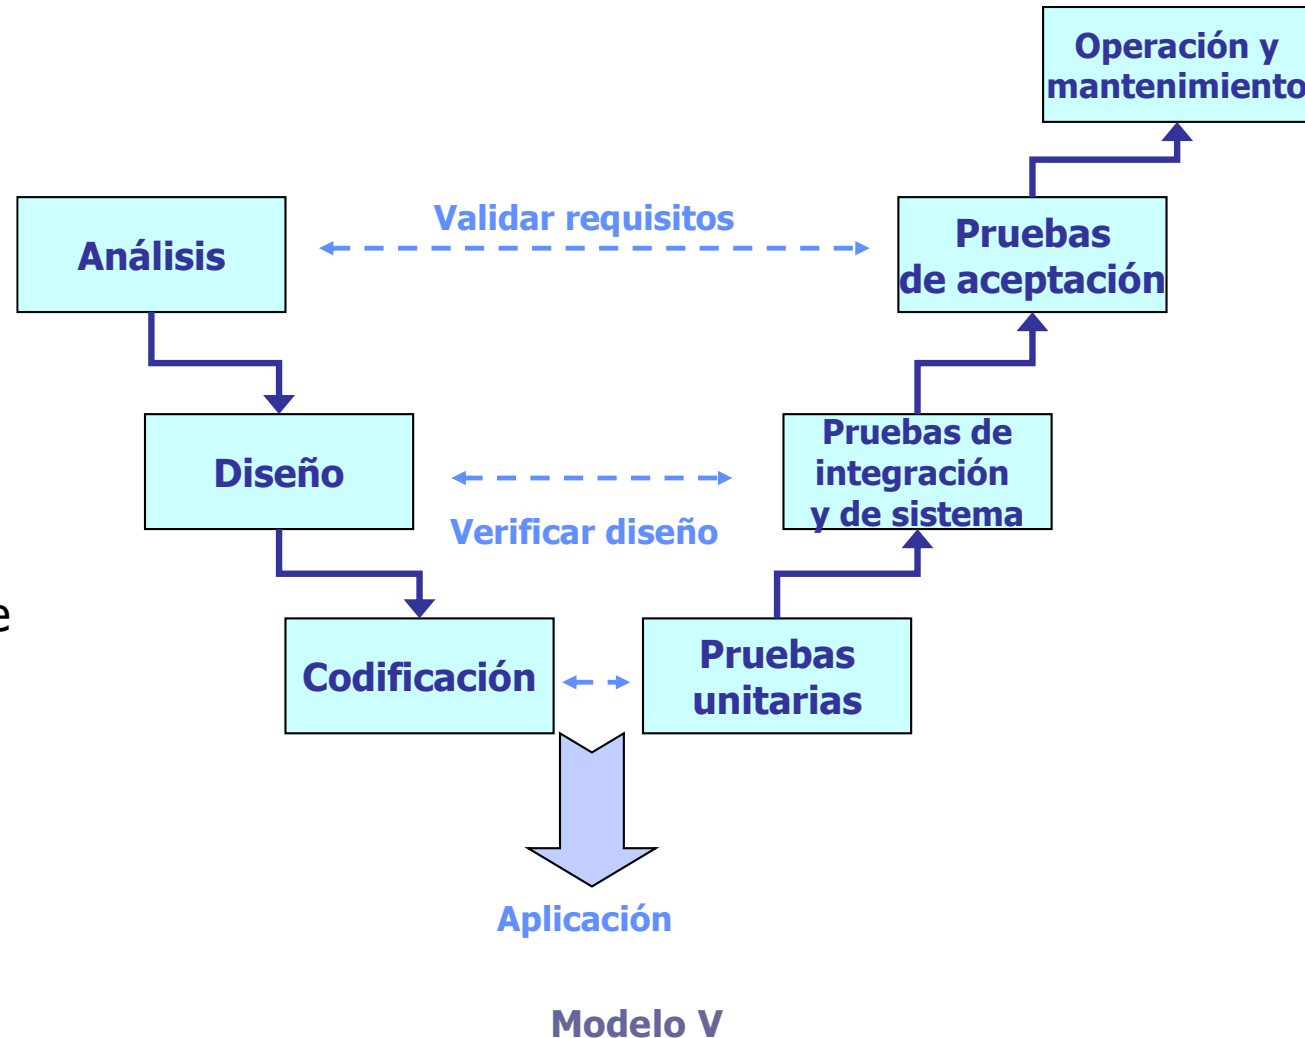 Operación y
mantenimiento
Validar requisitos
Análisis
Pruebas
de aceptación
Diseño
Verificar diseño
Pruebas de
integración
y de sistema
e
Codificación
Pruebas
unitarias
Aplicación
Modelo V